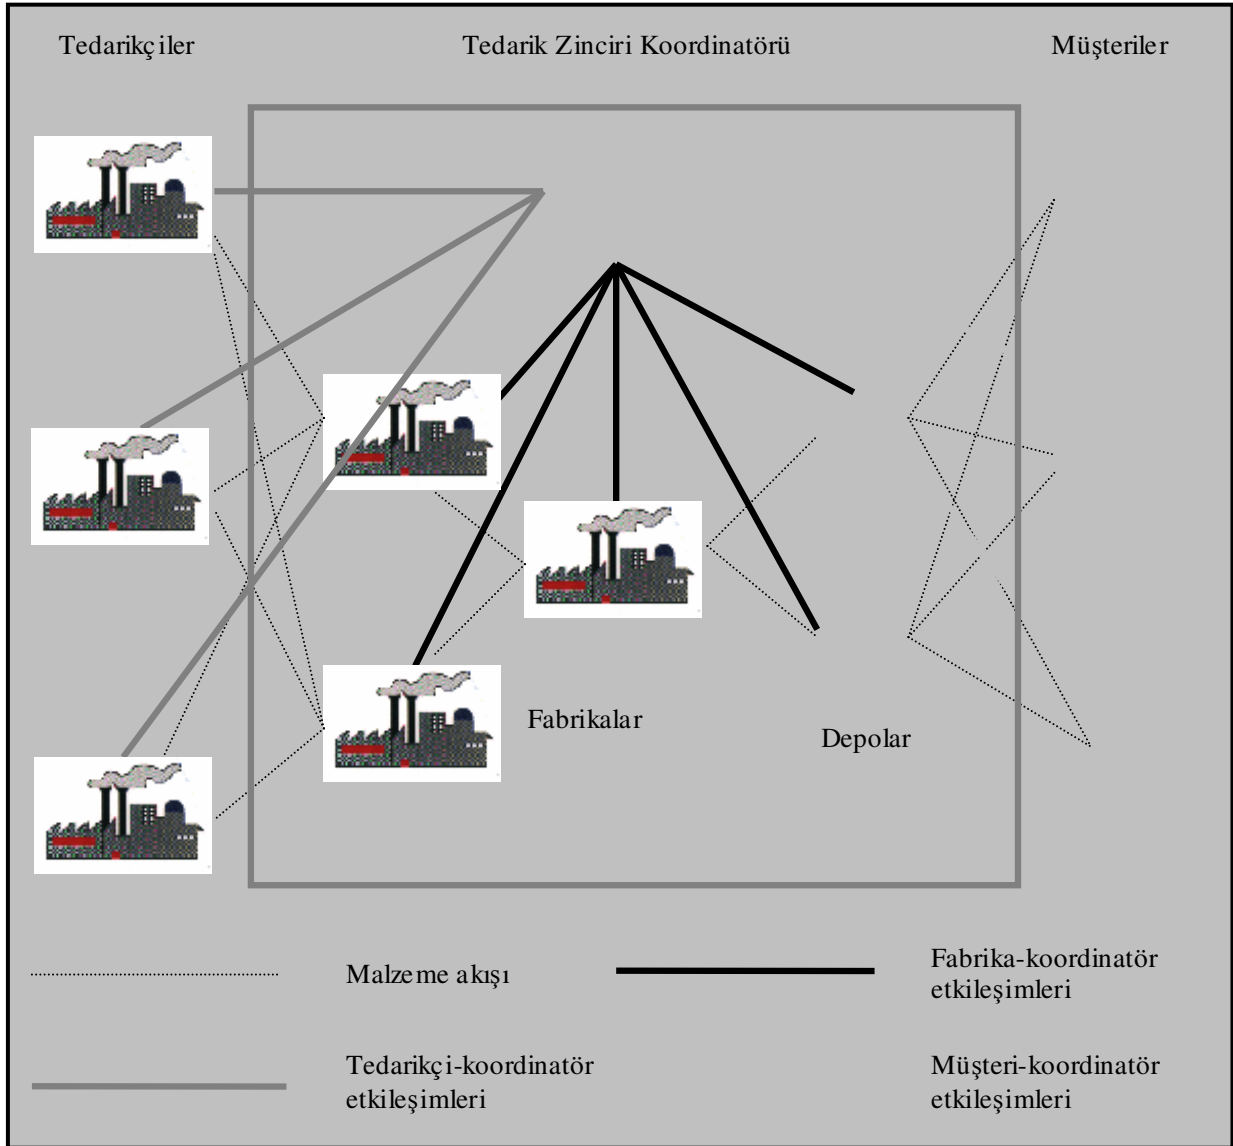 Tedarikçiler
Tedarik Zinciri Koordinatörü
Müşteriler
Fabrikalar
Depolar
Malzeme akışı
Fabrika-koordinatör
etkileşimleri
Tedarikçi-koordinatör
etkileşimleri
Müşteri-koordinatör
etkileşimleri